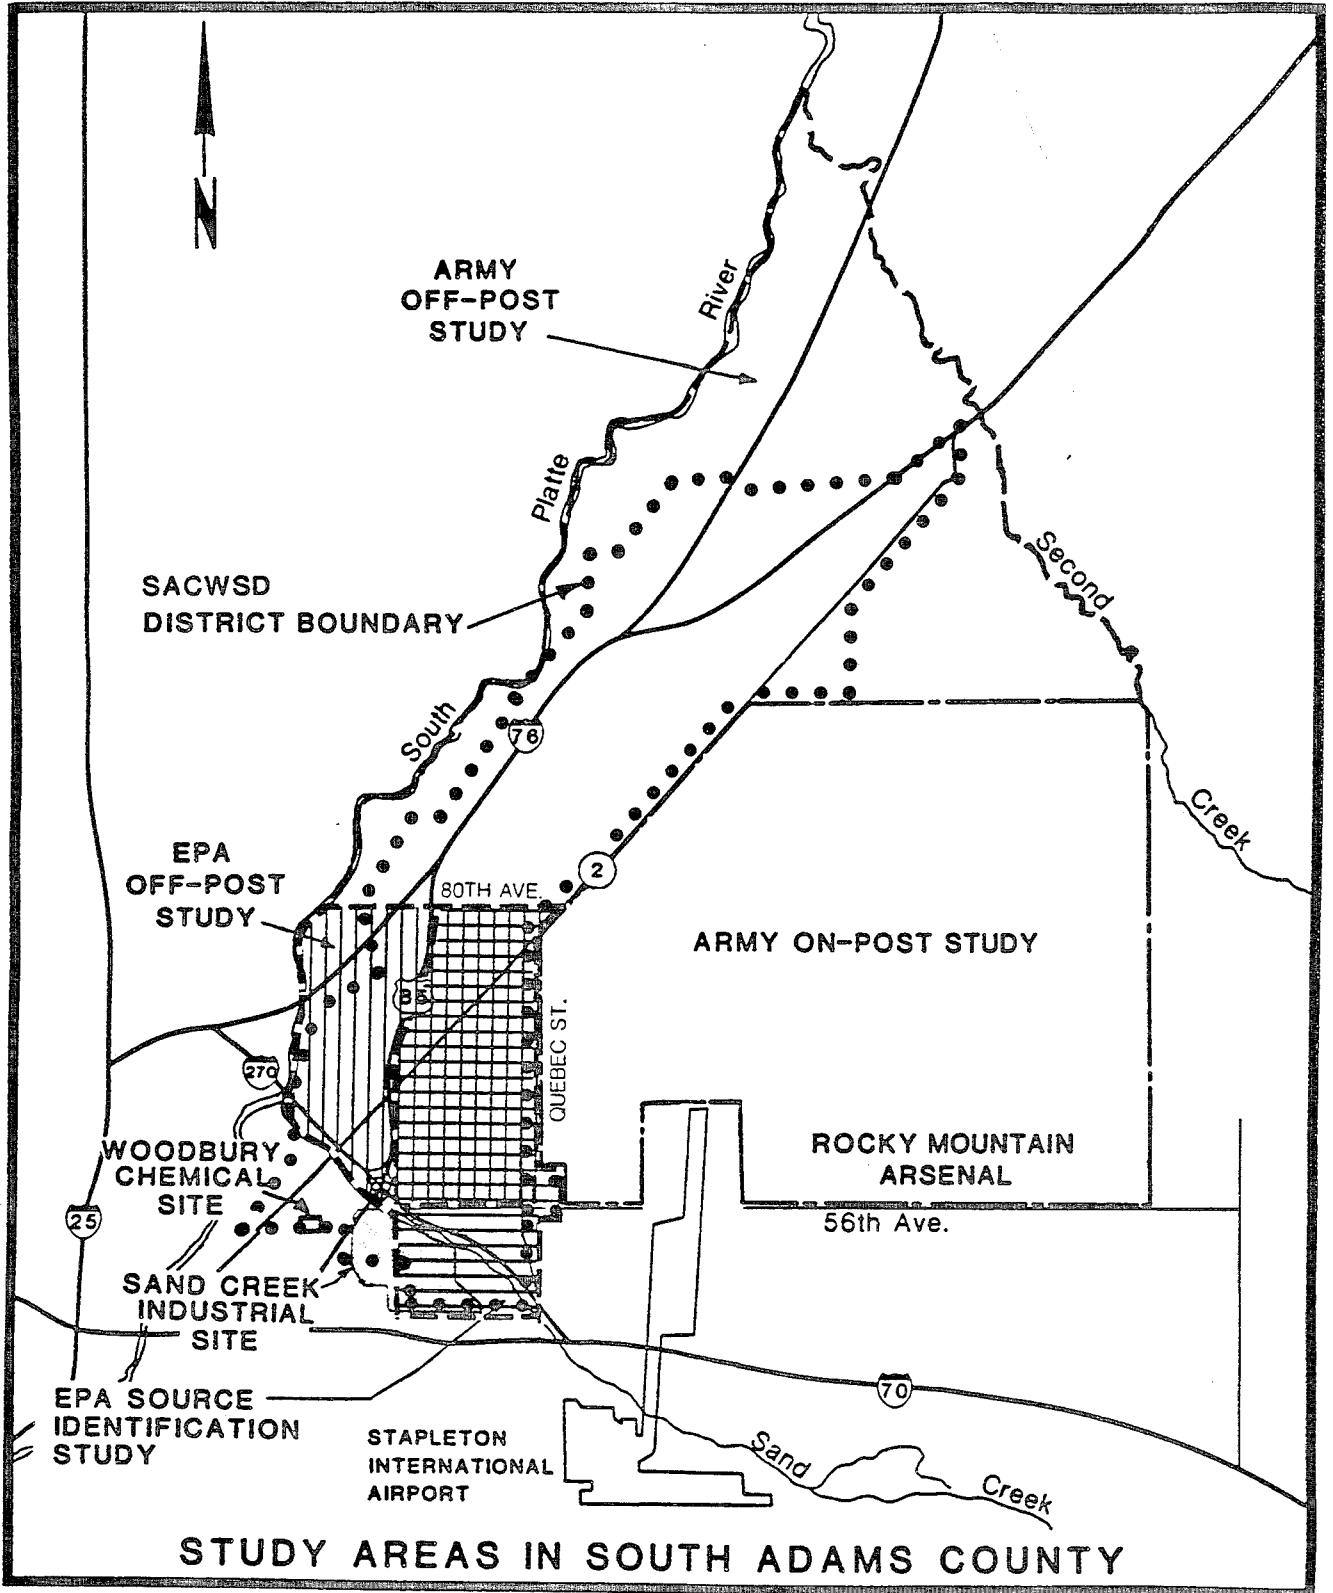 N
ARMY
OFF-POST
STUDY
River
Platte
SACWSD
DISTRICT BOUNDARY
Second
South
76
Creek
EPA
OFF-POST
STUDY
2
80TH AVE.
ARMY ON-POST STUDY
QUEBEC ST.
270
WOODBURY
CHEMICAL
SITE
ROCKY MOUNTAIN
ARSENAL
25
56th Ave.
SAND CREEK
INDUSTRIAL
SITE
70
EPA SOURCE
IDENTIFICATION
STUDY
STAPLETON
INTERNATIONAL
AIRPORT
Sand
Creek
STUDY AREAS IN SOUTH ADAMS COUNTY